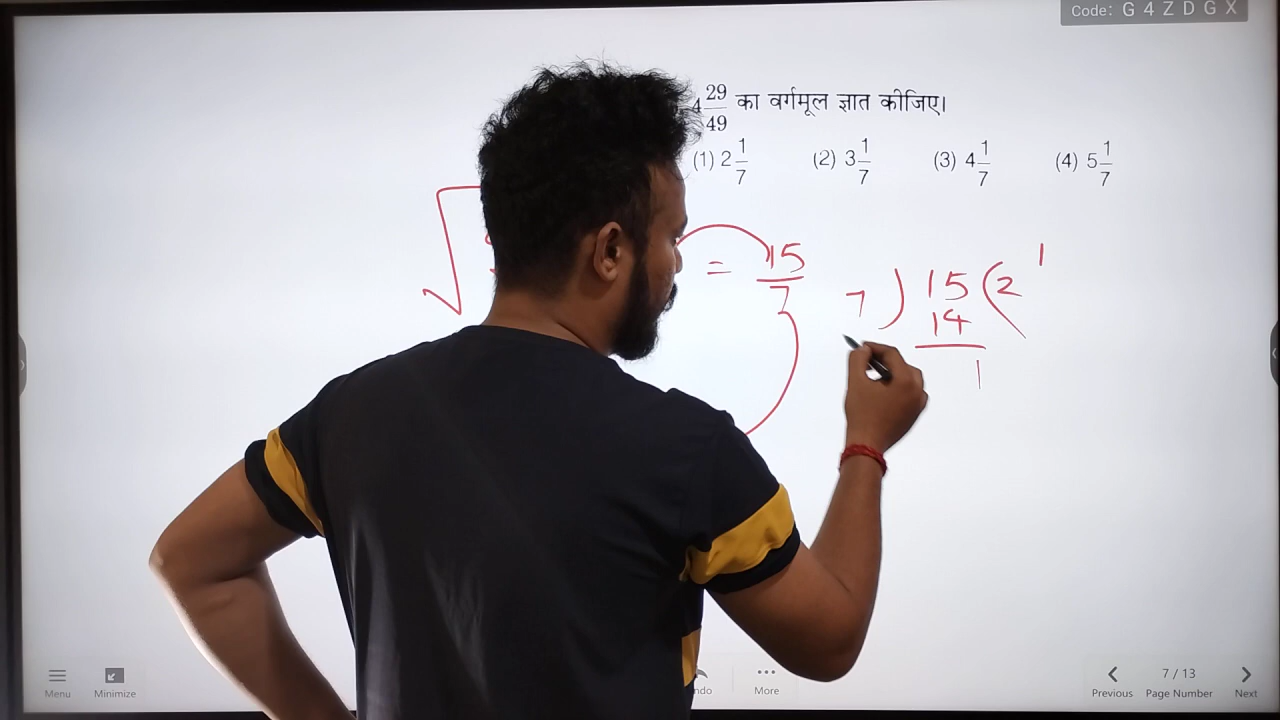 Code: G 4 Z D G X
4 29/49 का वर्गमूल ज्ञात कीजिए।
(1) 2 1/7 (2) 3 1/7 (3) 4 1/7 (4) 5 1/7
√ = 15/7
7 ) 15 ( 2 1
14
1
Menu Minimize More Previous 7 / 13 Page Number Next